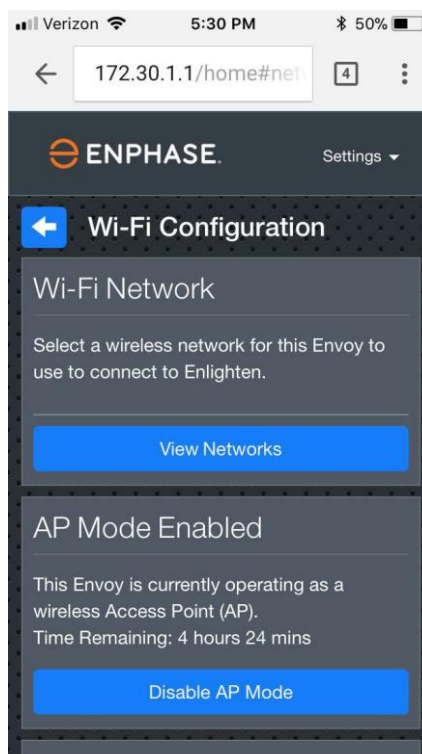 Verizon 5:30 PM 50%
172.30.1.1/home#net
4
ENPHASE.
Settings
Wi-Fi Configuration
Wi-Fi Network
Select a wireless network for this Envoy to
use to connect to Enlighten.
View Networks
AP Mode Enabled
This Envoy is currently operating as a
wireless Access Point (AP).
Time Remaining: 4 hours 24 mins
Disable AP Mode